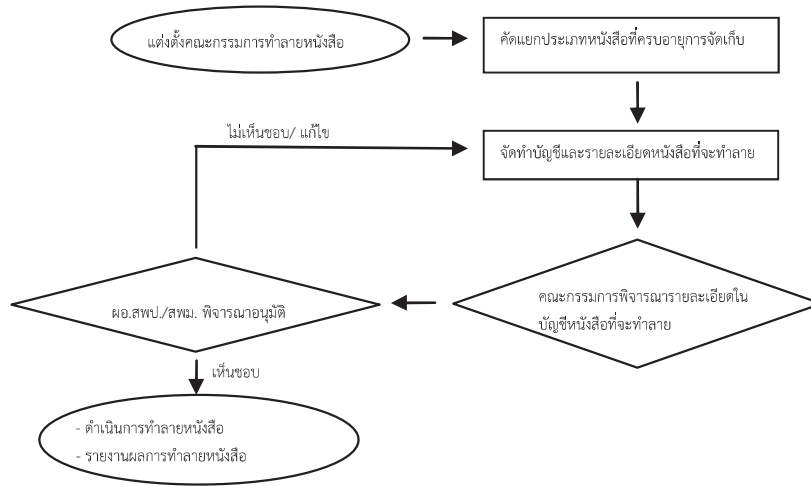 แต่งตั้งคณะกรรมการทำลายหนังสือ
คัดแยกประเภทหนังสือที่ครบอายุการจัดเก็บ
ไม่เห็นชอบ/ แก้ไข
จัดทำบัญชีและรายละเอียดหนังสือที่จะทำลาย
คณะกรรมการพิจารณารายละเอียดใน
บัญชีหนังสือที่จะทำลาย
ผอ.สพป./สพม. พิจารณาอนุมัติ
เห็นชอบ
- ดำเนินการทำลายหนังสือ
- รายงานผลการทำลายหนังสือ